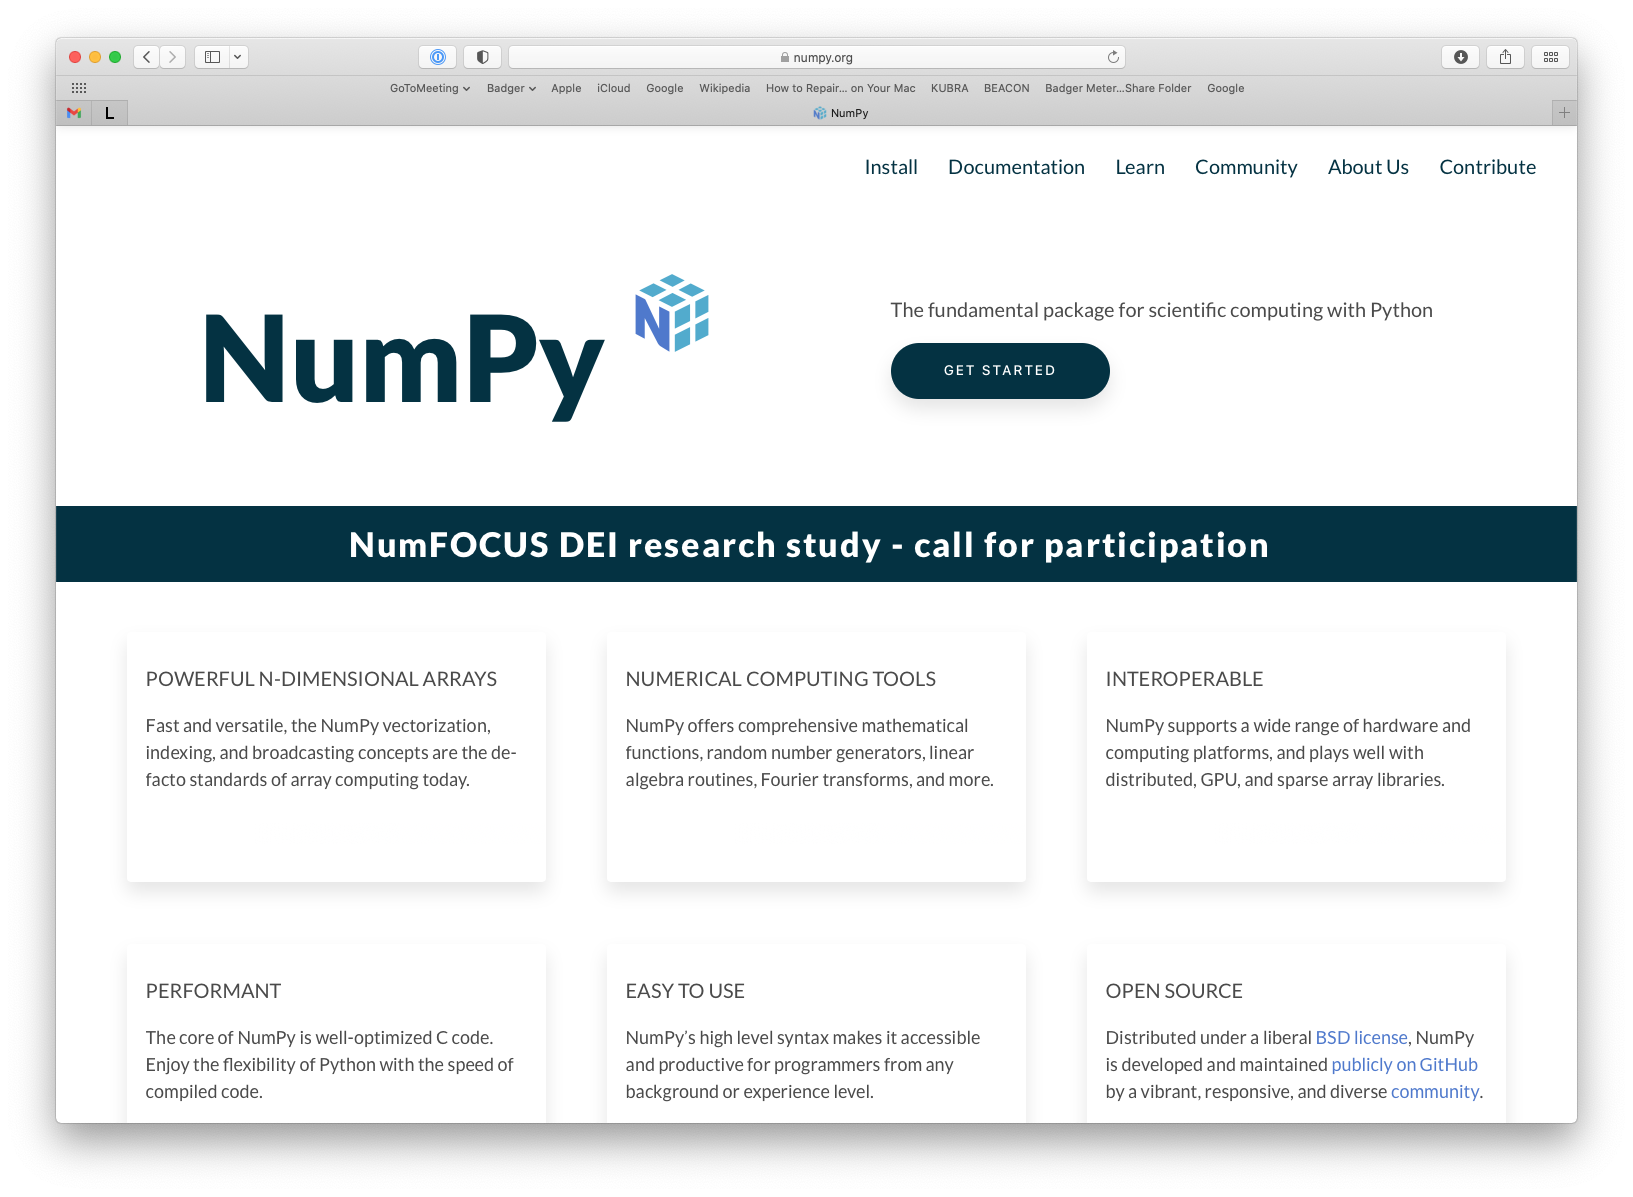 numpy.org
GoToMeeting Badger Apple iCloud Google Wikipedia How to Repair... on Your Mac KUBRA BEACON Badger Meter...Share Folder Google
L NumPy
Install Documentation Learn Community About Us Contribute
NumPy
The fundamental package for scientific computing with Python
GET STARTED
NumFOCUS DEI research study - call for participation
POWERFUL N-DIMENSIONAL ARRAYS
Fast and versatile, the NumPy vectorization,
indexing, and broadcasting concepts are the de-
facto standards of array computing today.
NUMERICAL COMPUTING TOOLS
NumPy offers comprehensive mathematical
functions, random number generators, linear
algebra routines, Fourier transforms, and more.
INTEROPERABLE
NumPy supports a wide range of hardware and
computing platforms, and plays well with
distributed, GPU, and sparse array libraries.
PERFORMANT
The core of NumPy is well-optimized C code.
Enjoy the flexibility of Python with the speed of
compiled code.
EASY TO USE
NumPy’s high level syntax makes it accessible
and productive for programmers from any
background or experience level.
OPEN SOURCE
Distributed under a liberal BSD license, NumPy
is developed and maintained publicly on GitHub
by a vibrant, responsive, and diverse community.